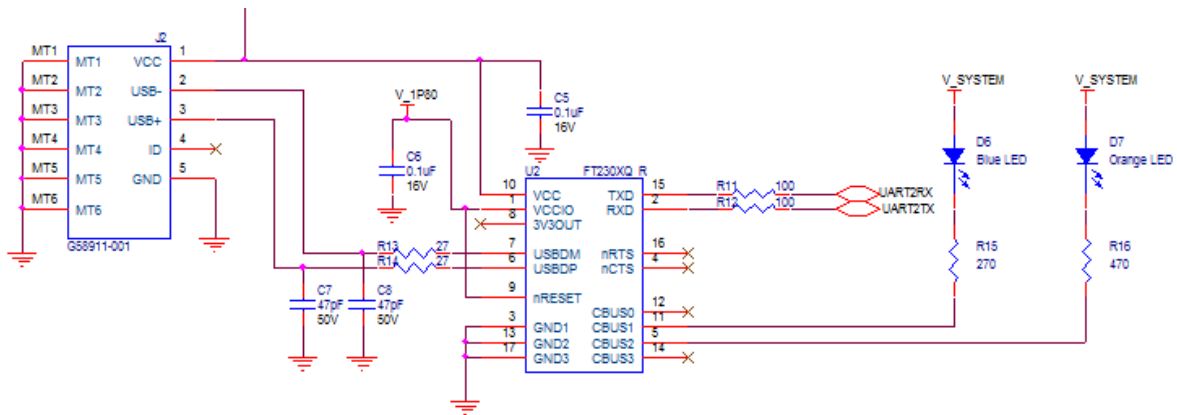 J2
MT1
MT2
MT3
MT4
MT5
MT6
MT1
MT2
MT3
MT4
MT5
MT6
VCC
USB-
USB+
ID
GND
1
2
3
4
5
G58911-001
V_1P80
C6
0.1uF
16V
C5
0.1uF
16V
R13 27
R14 27
C7
47pF
50V
C8
47pF
50V
U2 FT230XQ_R
10 VCC
1 VCCIO
8 3V3OUT
7 USBDM
6 USBDP
9 nRESET
3 GND1
13 GND2
17 GND3
TXD 15
RXD 2
nRTS 16
nCTS 4
CBUS0 12
CBUS1 11
CBUS2 5
CBUS3 14
R11 100
R12 100
UART2RX
UART2TX
V_SYSTEM
D6
Blue LED
R15
270
V_SYSTEM
D7
Orange LED
R16
470